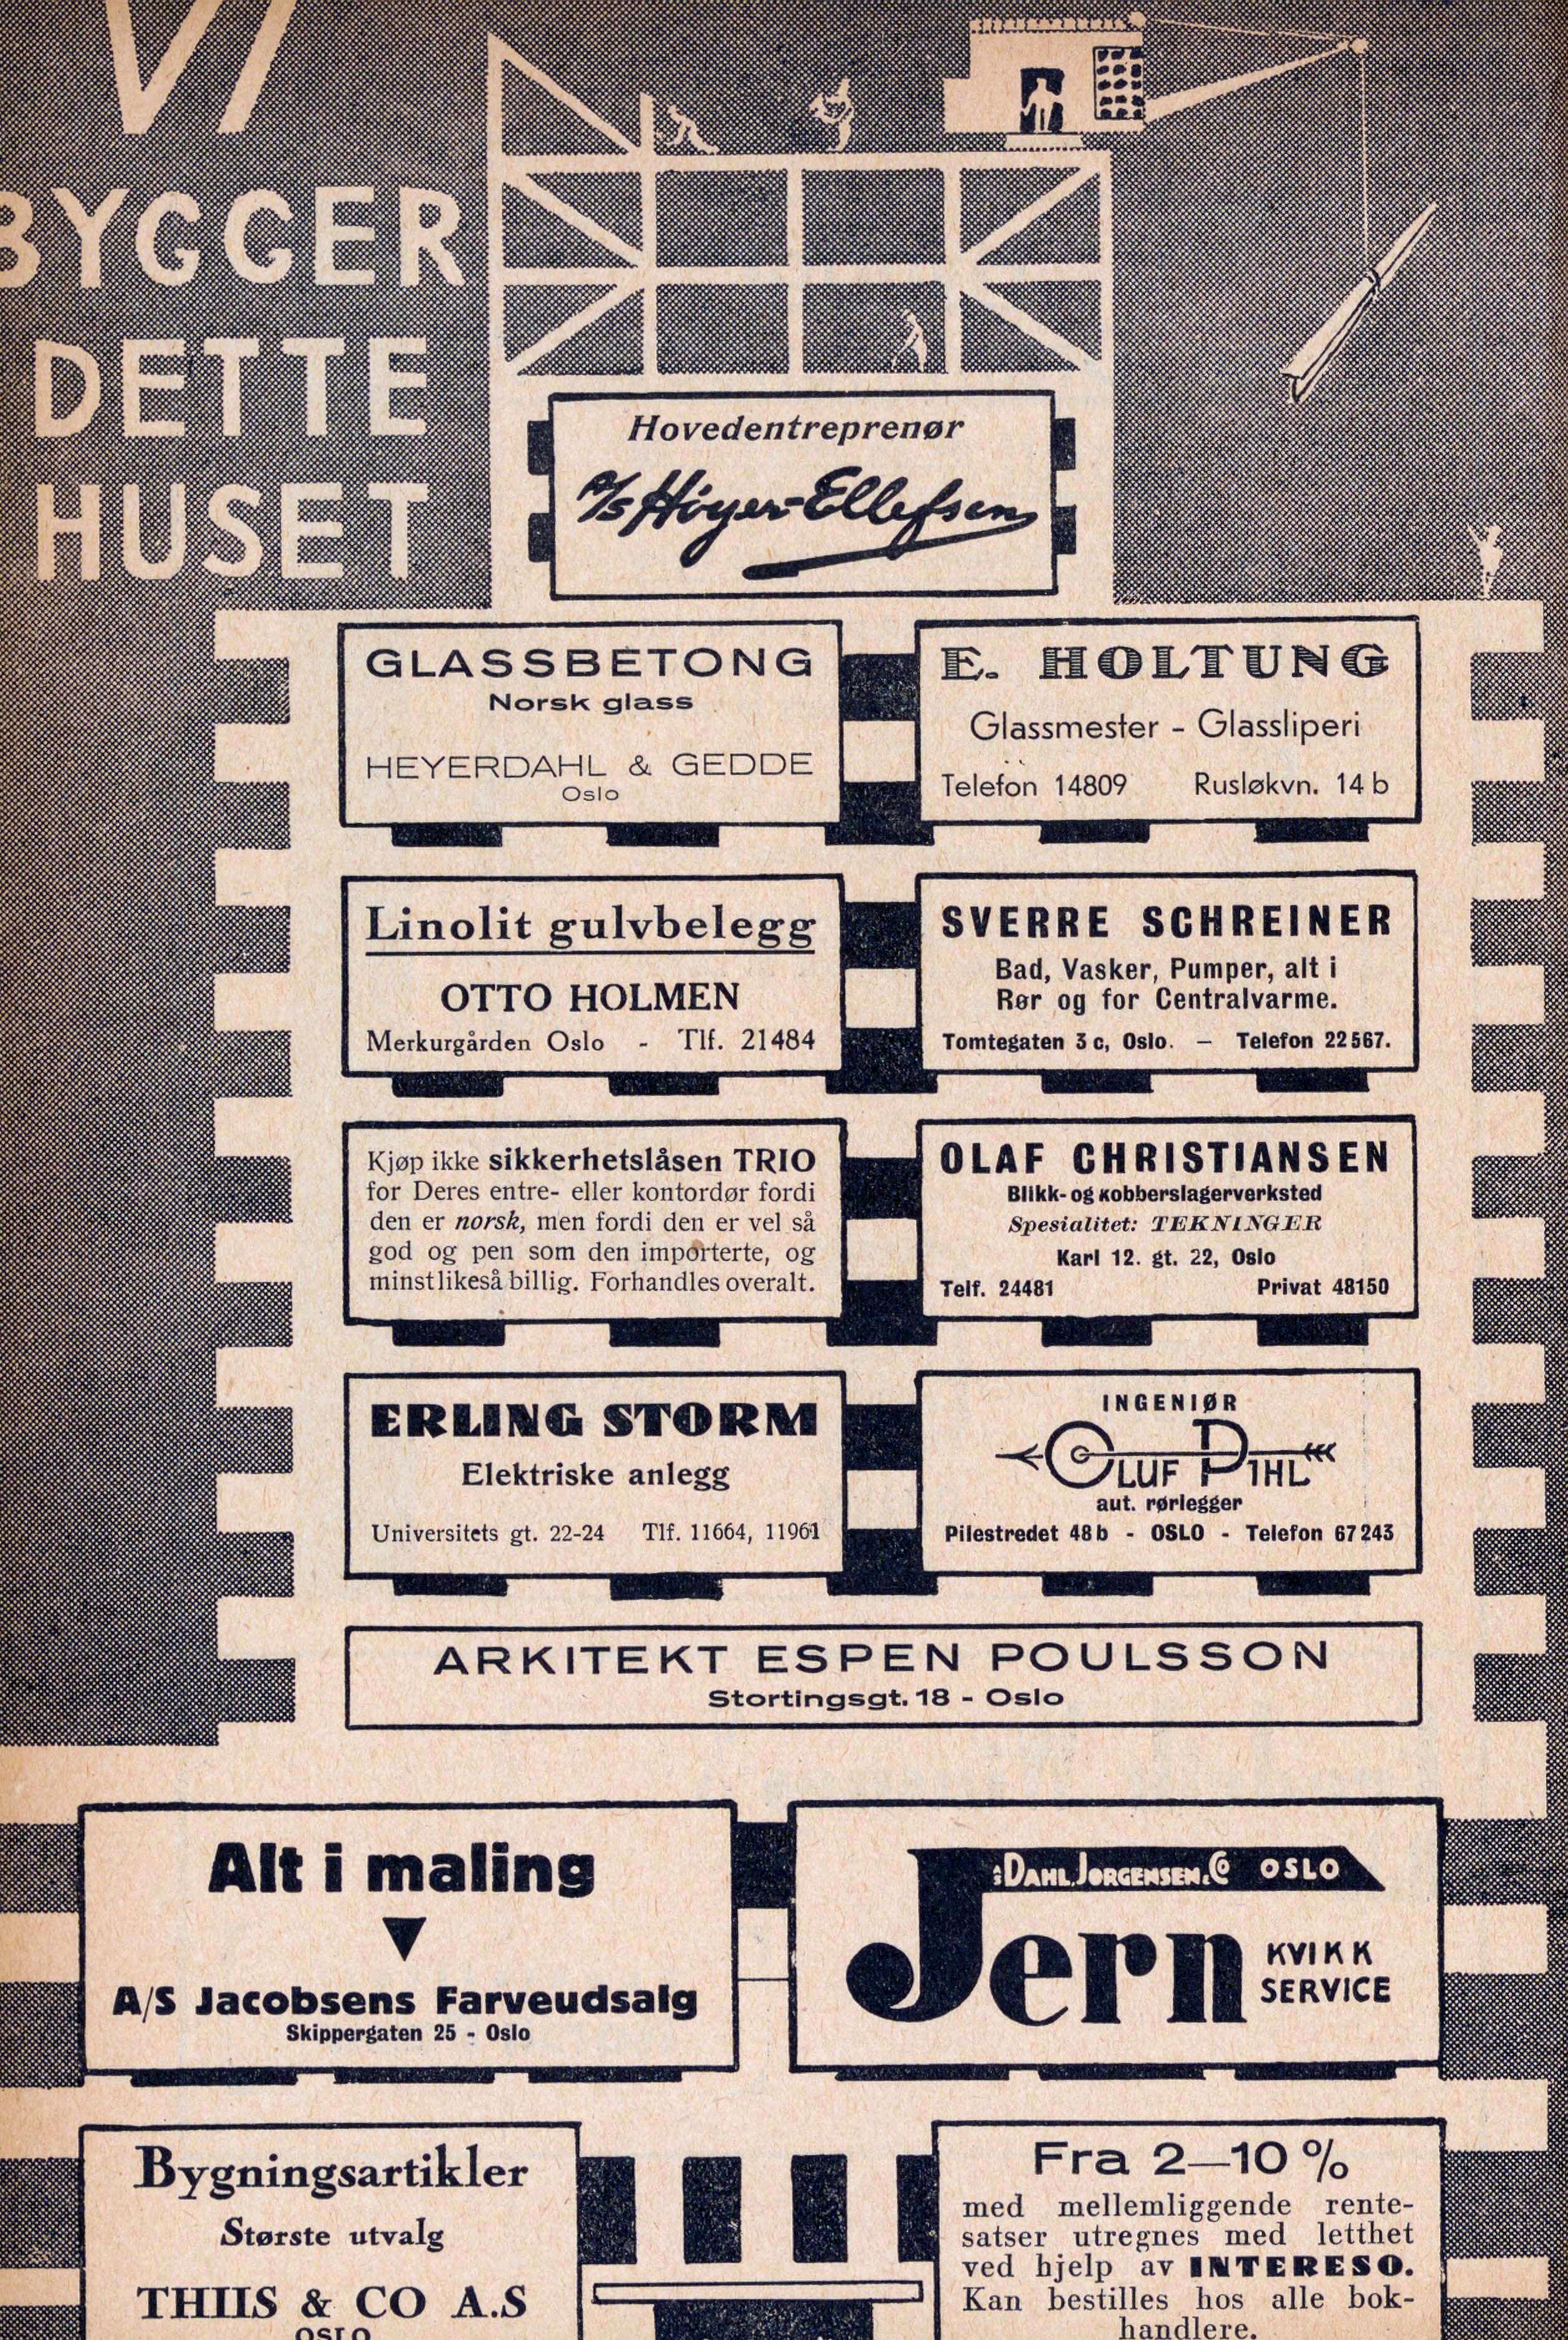 VI
BYGGER
DETTE
HUSET
Hovedentreprenør
A/S Höyer-Ellefsen
GLASSBETONG
Norsk glass
HEYERDAHL & GEDDE
Oslo
E. HOLTUNG
Glassmester - Glassliperi
Telefon 14809 Rusløkvn. 14 b
Linolit gulvbelegg
OTTO HOLMEN
Merkurgården Oslo - Tlf. 21484
SVERRE SCHREINER
Bad, Vasker, Pumper, alt i
Rør og for Centralvarme.
Tomtegaten 3 c, Oslo. — Telefon 22567.
Kjøp ikke sikkerhetslåsen TRIO
for Deres entre- eller kontordør fordi
den er norsk, men fordi den er vel så
god og pen som den importerte, og
minst likeså billig. Forhandles overalt.
OLAF CHRISTIANSEN
Blikk- og kobberslagerverksted
Spesialitet: TEKNINGER
Karl 12. gt. 22, Oslo
Telf. 24481 Privat 48150
ERLING STORM
Elektriske anlegg
Universitets gt. 22-24 Tlf. 11664, 11961
INGENIØR
OLUF PIHL
aut. rørlegger
Pilestredet 48 b - OSLO - Telefon 67243
ARKITEKT ESPEN POULSSON
Stortingsgt. 18 - Oslo
Alt i maling
A/S Jacobsens Farveudsalg
Skippergaten 25 - Oslo
A/S DAHL, JØRGENSEN & Co OSLO
Jern
KVIKK
SERVICE
Bygningsartikler
Største utvalg
THIIS & CO A.S
OSLO
Fra 2—10 %
med mellemliggende rente-
satser utregnes med letthet
ved hjelp av INTERESO.
Kan bestilles hos alle bok-
handlere.